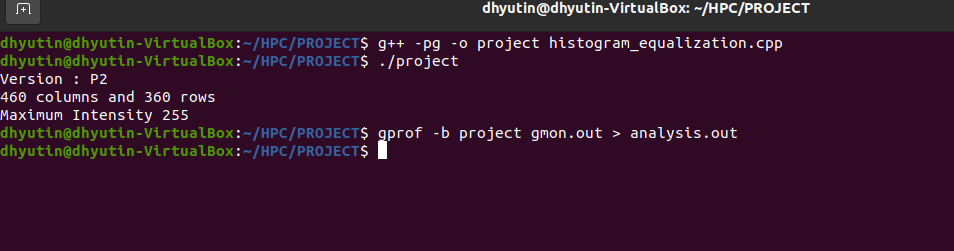 dhyutin@dhyutin-VirtualBox: ~/HPC/PROJECT
dhyutin@dhyutin-VirtualBox:~/HPC/PROJECT$ g++ -pg -o project histogram_equalization.cpp
dhyutin@dhyutin-VirtualBox:~/HPC/PROJECT$ ./project
Version : P2
460 columns and 360 rows
Maximum Intensity 255
dhyutin@dhyutin-VirtualBox:~/HPC/PROJECT$ gprof -b project gmon.out > analysis.out
dhyutin@dhyutin-VirtualBox:~/HPC/PROJECT$